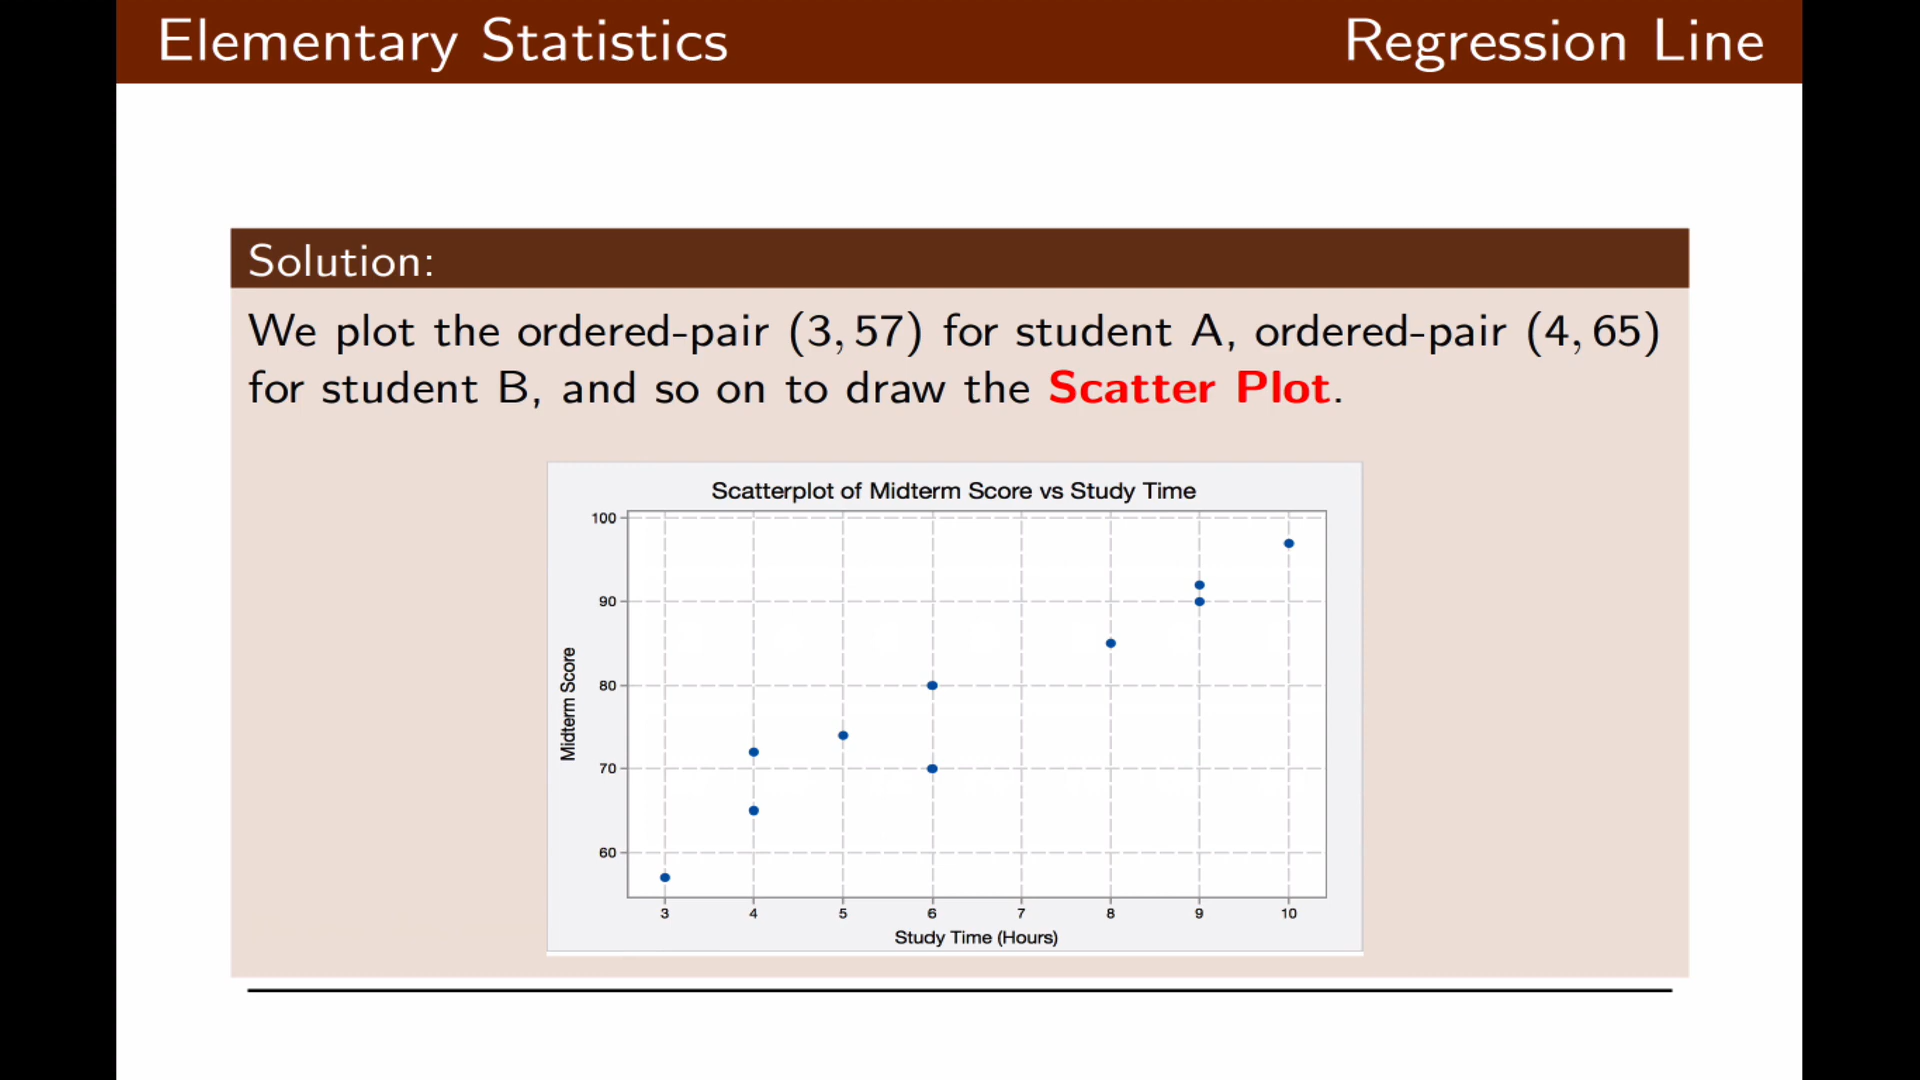 Elementary Statistics Regression Line
Solution:
We plot the ordered-pair (3, 57) for student A, ordered-pair (4, 65)
for student B, and so on to draw the Scatter Plot.
Scatterplot of Midterm Score vs Study Time
100
90
80
70
60
Midterm Score
3 4 5 6 7 8 9 10
Study Time (Hours)